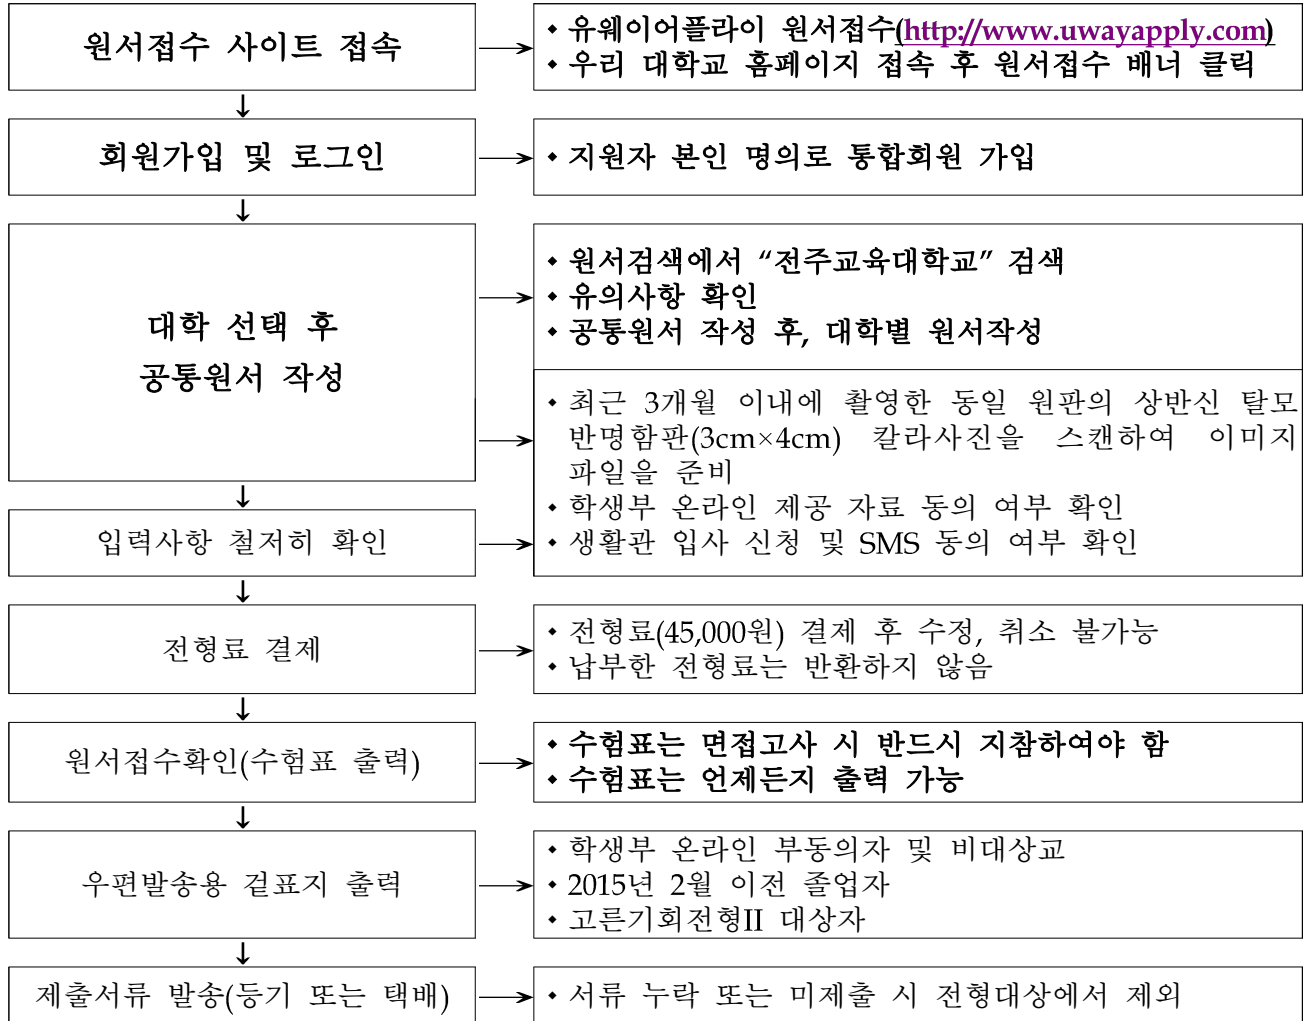 원서접수 사이트 접속
↓
회원가입 및 로그인
↓
대학 선택 후
공통원서 작성
↓
입력사항 철저히 확인
↓
전형료 결제
↓
원서접수확인(수험표 출력)
↓
우편발송용 겉표지 출력
↓
제출서류 발송(등기 또는 택배)
→
→
→
→
→
→
→
→
→
◆ 유웨이어플라이 원서접수(http://www.uwayapply.com)
◆ 우리 대학교 홈페이지 접속 후 원서접수 배너 클릭
◆ 지원자 본인 명의로 통합회원 가입
◆ 원서검색에서 “전주교육대학교” 검색
◆ 유의사항 확인
◆ 공통원서 작성 후, 대학별 원서작성
◆ 최근 3개월 이내에 촬영한 동일 원판의 상반신 탈모
반명함판(3cm×4cm) 칼라사진을 스캔하여 이미지
파일을 준비
◆ 학생부 온라인 제공 자료 동의 여부 확인
◆ 생활관 입사 신청 및 SMS 동의 여부 확인
◆ 전형료(45,000원) 결제 후 수정, 취소 불가능
◆ 납부한 전형료는 반환하지 않음
◆ 수험표는 면접고사 시 반드시 지참하여야 함
◆ 수험표는 언제든지 출력 가능
◆ 학생부 온라인 부동의자 및 비대상교
◆ 2015년 2월 이전 졸업자
◆ 고른기회전형II 대상자
◆ 서류 누락 또는 미제출 시 전형대상에서 제외